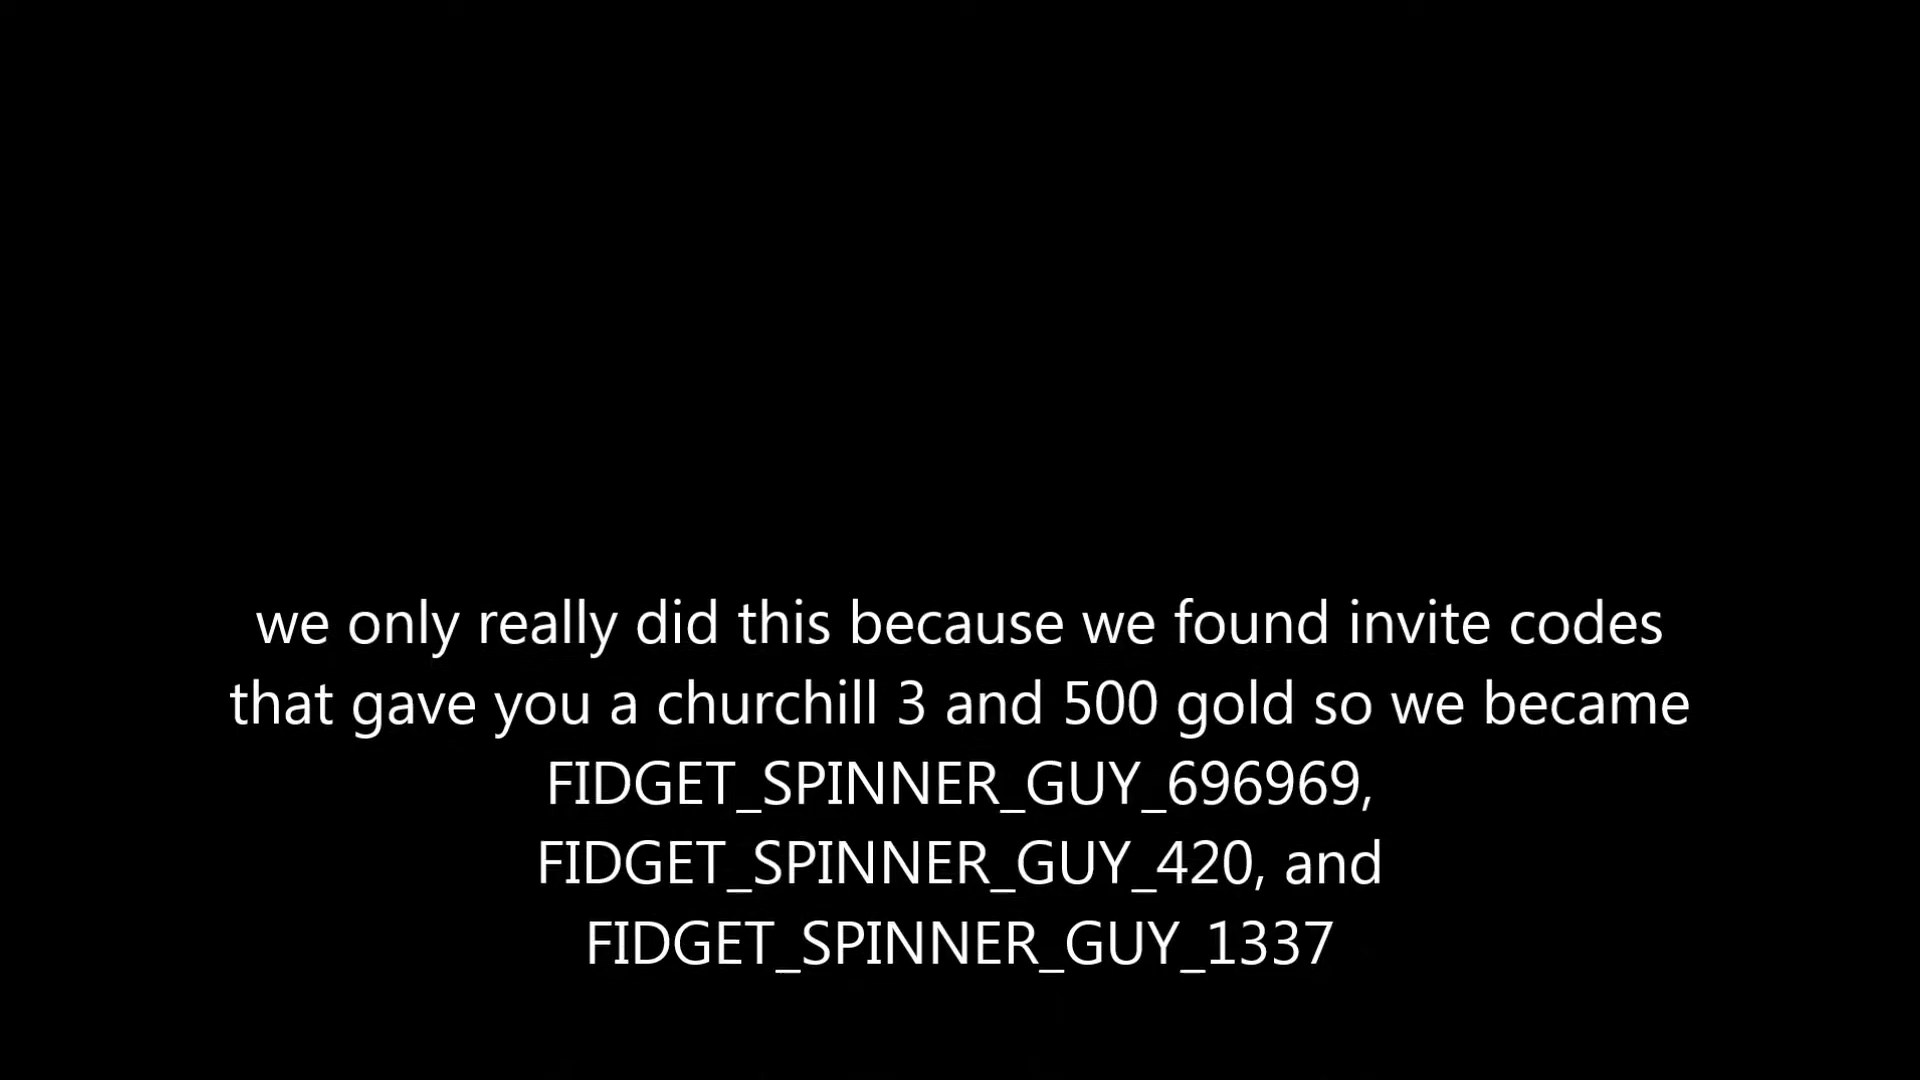 we only really did this because we found invite codes
that gave you a churchill 3 and 500 gold so we became
FIDGET_SPINNER_GUY_696969,
FIDGET_SPINNER_GUY_420, and
FIDGET_SPINNER_GUY_1337